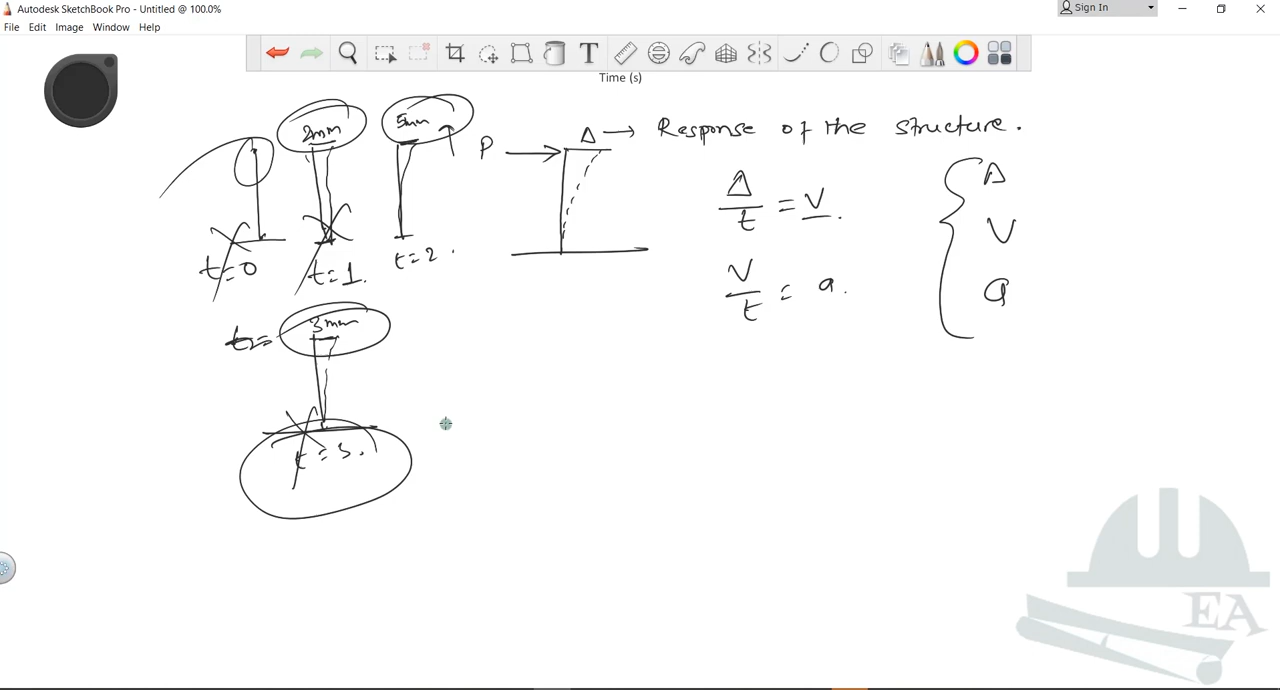 Autodesk SketchBook Pro - Untitled @ 100.0%
Sign In
File Edit Image Window Help
T
Time (s)
2mm
5mm
P
Δ → Response of the structure.
Δ/t = V.
V/t = a.
Δ
V
a
t=0
t=1.
t=2.
t=
3mm
t=3.
EA